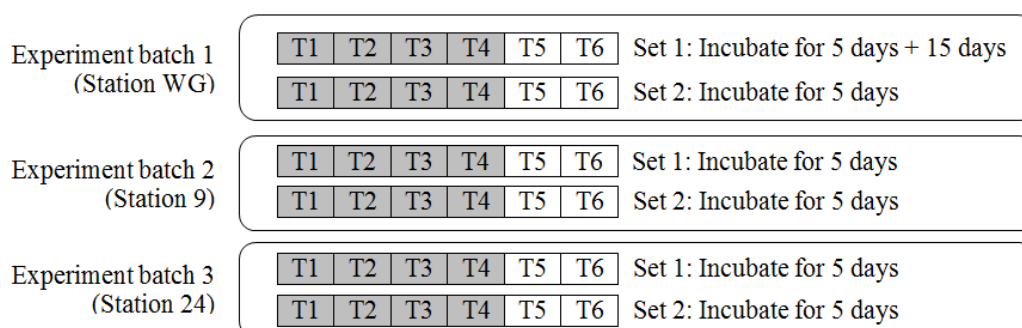 Experiment batch 1
(Station WG)
T1 T2 T3 T4 T5 T6 Set 1: Incubate for 5 days + 15 days
T1 T2 T3 T4 T5 T6 Set 2: Incubate for 5 days
Experiment batch 2
(Station 9)
T1 T2 T3 T4 T5 T6 Set 1: Incubate for 5 days
T1 T2 T3 T4 T5 T6 Set 2: Incubate for 5 days
Experiment batch 3
(Station 24)
T1 T2 T3 T4 T5 T6 Set 1: Incubate for 5 days
T1 T2 T3 T4 T5 T6 Set 2: Incubate for 5 days